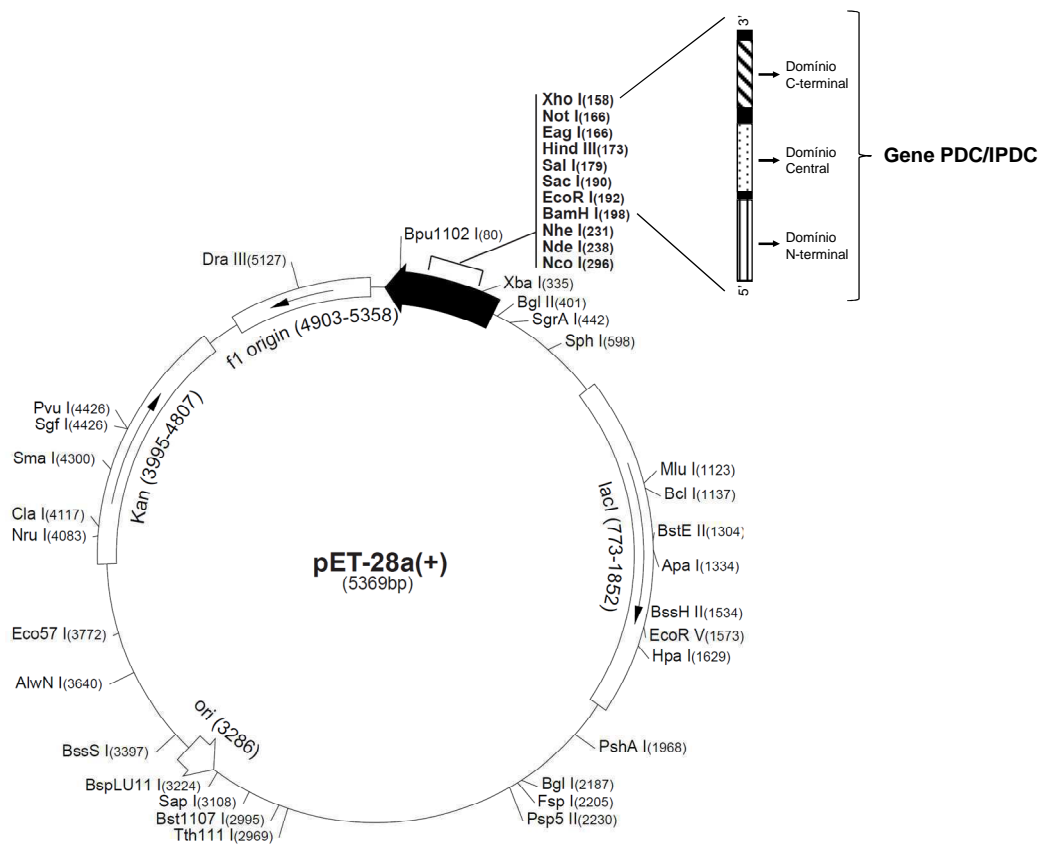 3'
Domínio
C-terminal
Domínio
Central
Domínio
N-terminal
5'
Gene PDC/IPDC
Xho I(158)
Not I(166)
Eag I(166)
Hind III(173)
Sal I(179)
Sac I(190)
EcoR I(192)
BamH I(198)
Nhe I(231)
Nde I(238)
Nco I(296)
Bpu1102 I(80)
Dra III(5127)
Xba I(335)
Bgl II(401)
SgrA I(442)
Sph I(598)
f1 origin (4903-5358)
Pvu I(4426)
Sgf I(4426)
Sma I(4300)
Cla I(4117)
Nru I(4083)
Kan (3995-4807)
Mlu I(1123)
Bcl I(1137)
BstE II(1304)
Apa I(1334)
BssH II(1534)
EcoR V(1573)
Hpa I(1629)
lacI (773-1852)
pET-28a(+)
(5369bp)
Eco57 I(3772)
AlwN I(3640)
ori (3286)
BssS I(3397)
BspLU11 I(3224)
Sap I(3108)
Bst1107 I(2995)
Tth111 I(2969)
PshA I(1968)
Bgl I(2187)
Fsp I(2205)
Psp5 II(2230)